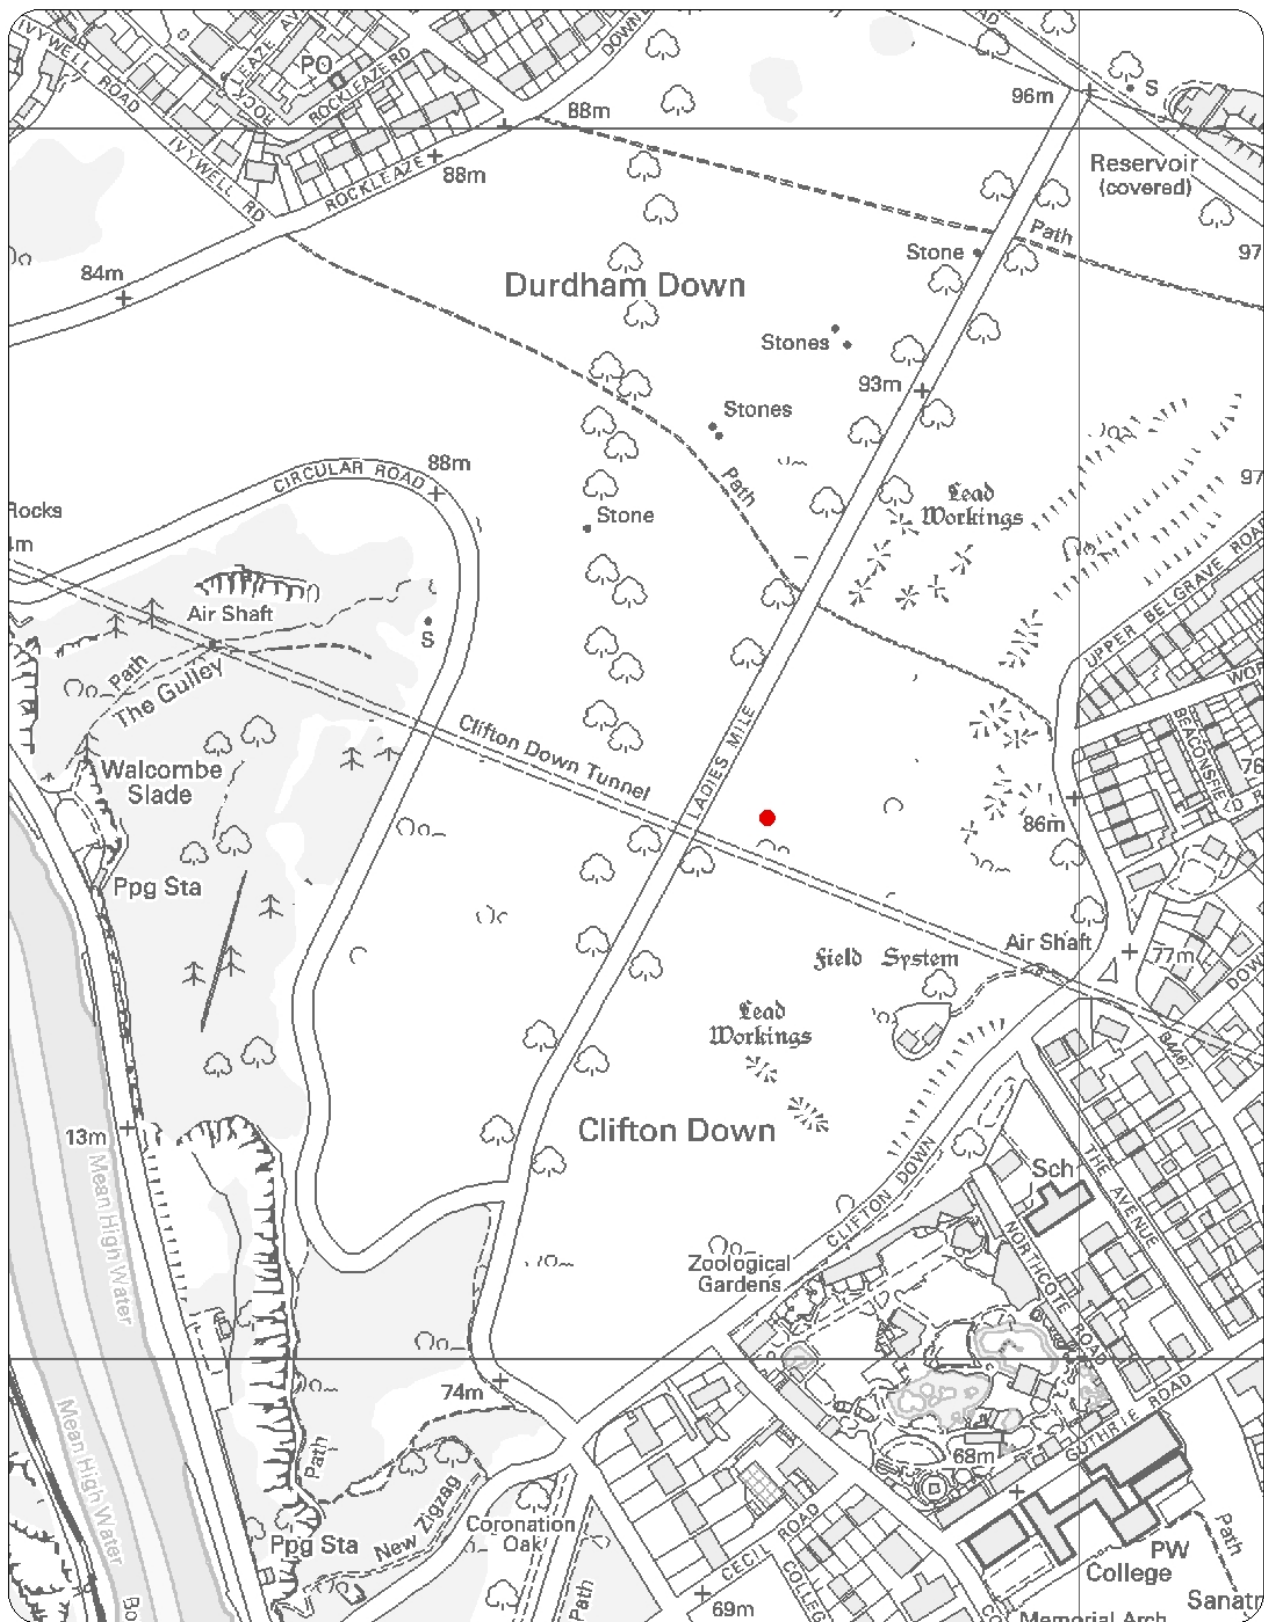 IVYWELL ROAD
PO
ROCKLEAZE RD
88m
96m
S
IVYWELL RD
ROCKLEAZE
88m
Reservoir
(covered)
Path
Stone
97
84m
Durdham Down
Stones
93m
Stones
Path
CIRCULAR ROAD
88m
Lead
Workings
97
Rocks
Stone
Air Shaft
S
UPPER BELGRAVE ROAD
Path
The Gulley
Clifton Down Tunnel
LADIES MILE
BEACONSFIELD
76
Walcombe
Slade
86m
Ppg Sta
Field System
Air Shaft
77m
Lead
Workings
B4467
13m
Clifton Down
Mean High Water
CLIFTON DOWN
Sch
THE AVENUE
Zoological
Gardens
NORTHCOTE ROAD
74m
Mean High Water
Path
GUTHRIE ROAD
68m
New Zigzag
Coronation
Oak
Ppg Sta
CECIL ROAD
Path
PW
College
Path
69m
Memorial Arch